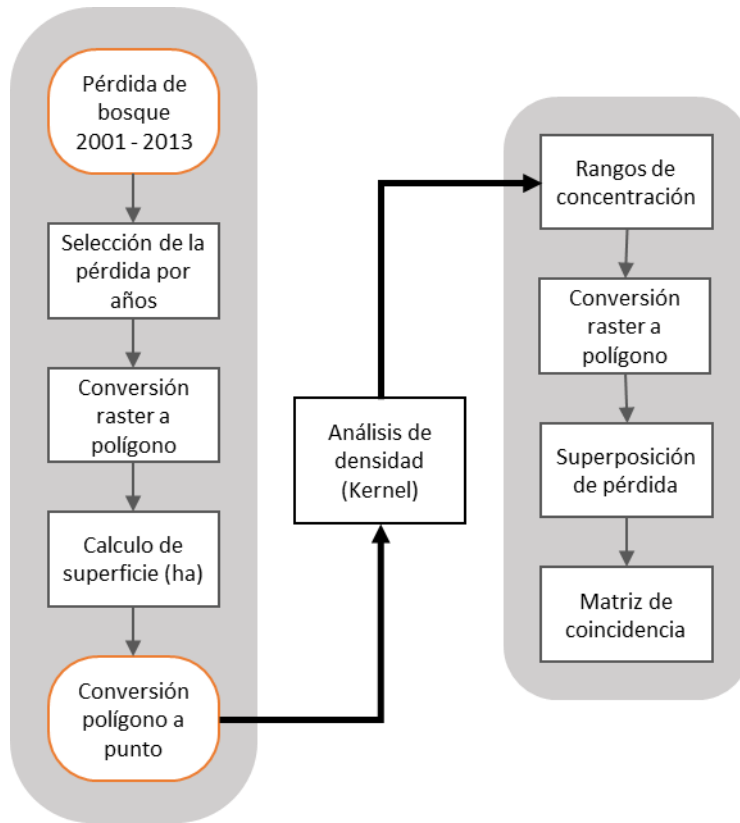 Pérdida de
bosque
2001 - 2013
Selección de la
pérdida por
años
Conversión
raster a
polígono
Calculo de
superficie (ha)
Conversión
polígono a
punto
Análisis de
densidad
(Kernel)
Rangos de
concentración
Conversión
raster a
polígono
Superposición
de pérdida
Matriz de
coincidencia